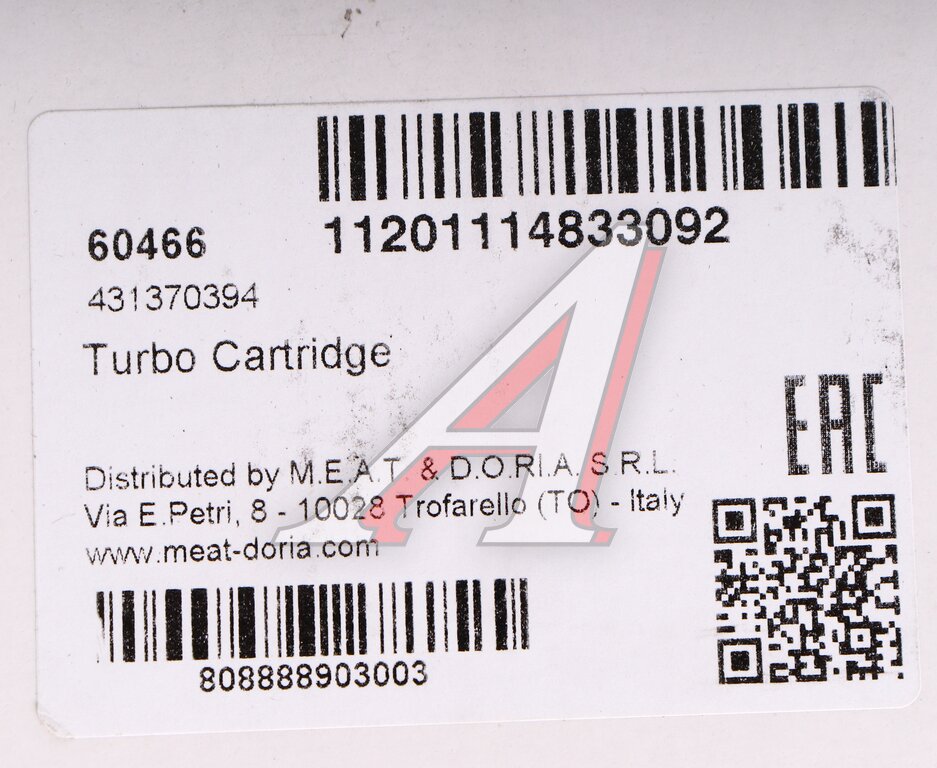 11201114833092
60466
431370394
Turbo Cartridge
EAC
Distributed by M.E.A.T. & D.O.RI.A. S.R.L.
Via E.Petri, 8 - 10028 Trofarello (TO) - Italy
www.meat-doria.com
808888903003
A